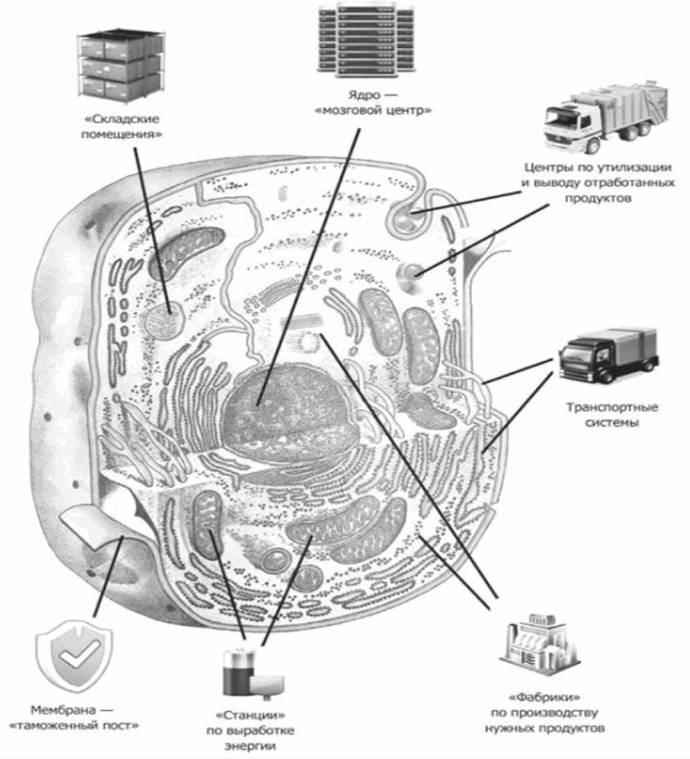 «Складские
помещения»
Ядро —
«мозговой центр»
Центры по утилизации
и выводу отработанных
продуктов
Транспортные
системы
Мембрана —
«таможенный пост»
«Станции»
по выработке
энергии
«Фабрики»
по производству
нужных продуктов